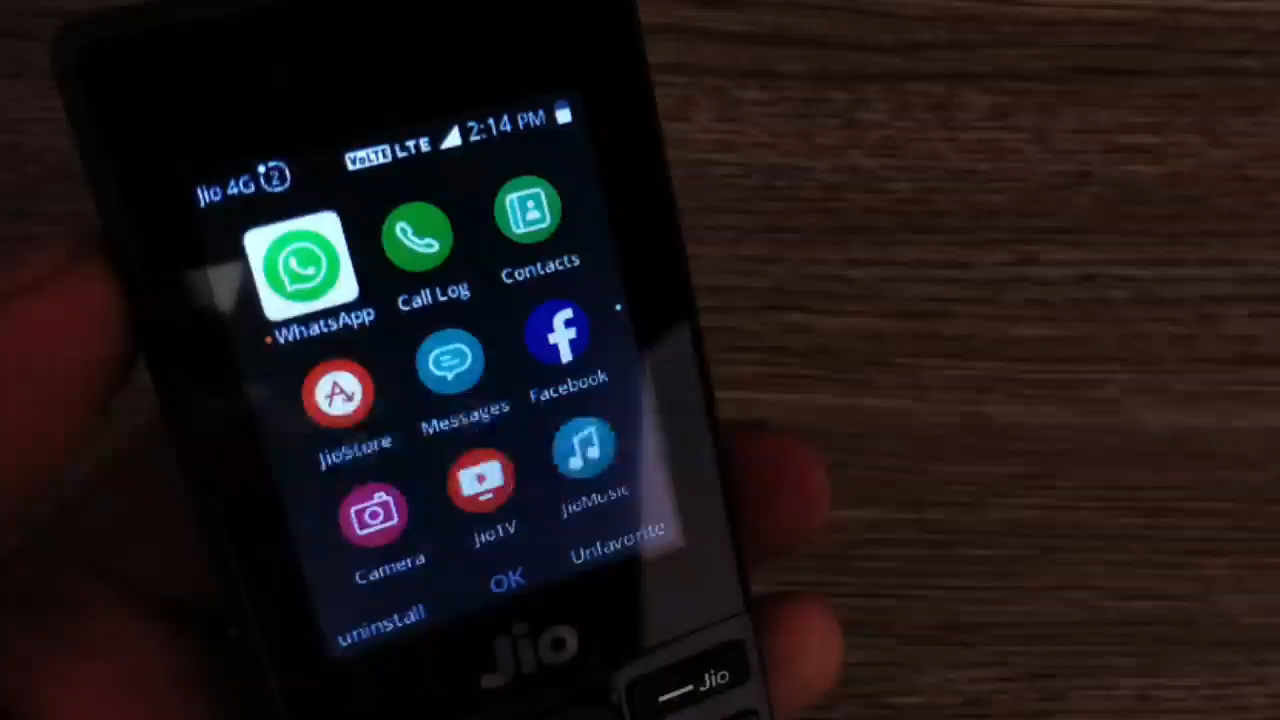 Jio 4G 2 VoLTE LTE 2:14 PM
WhatsApp Call Log Contacts
JioStore Messages Facebook
Camera JioTV JioMusic
uninstall OK Unfavorite
Jio
Jio